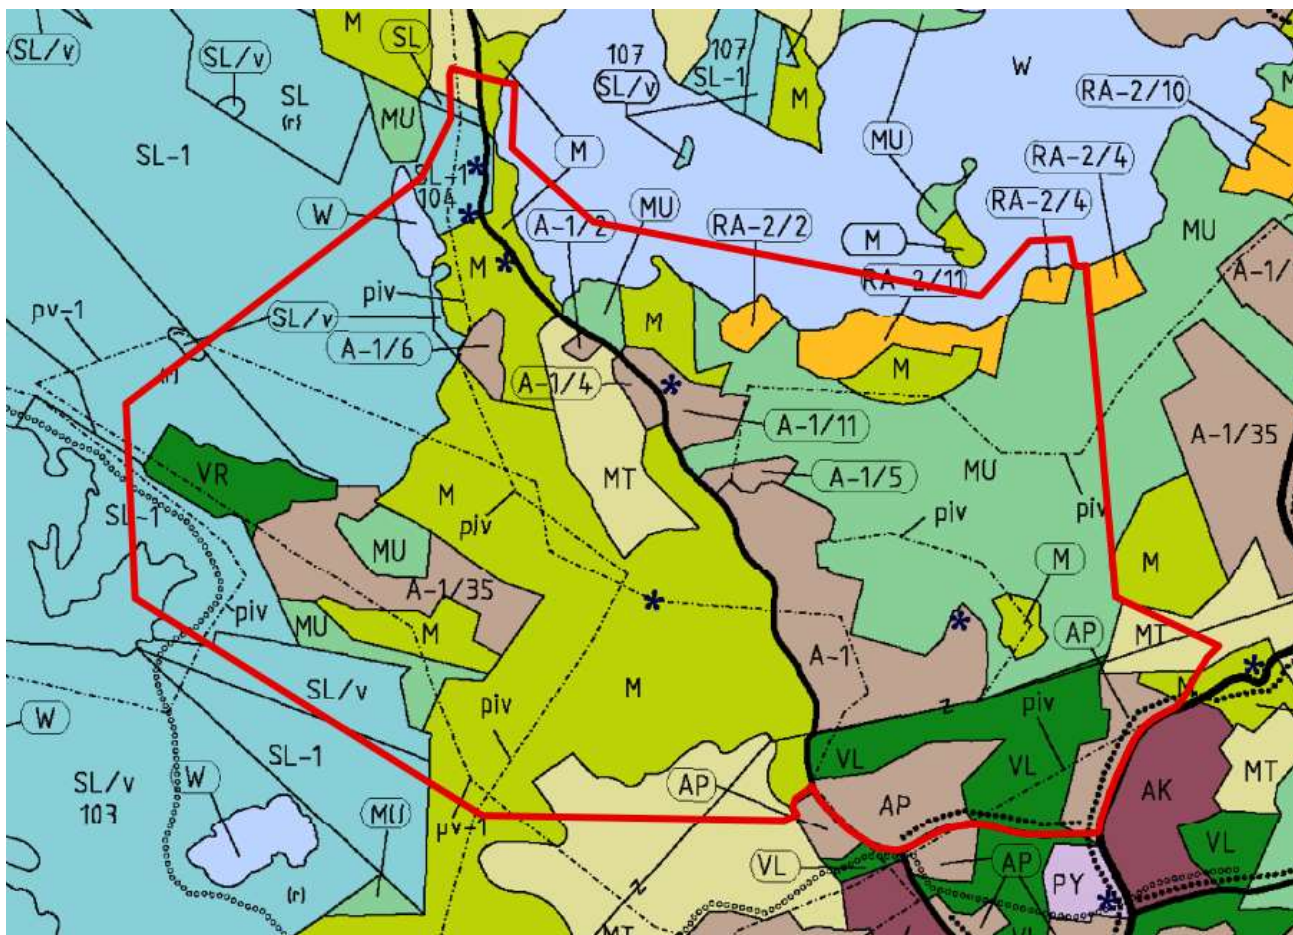 M
SL
SL/v
SL/v
SL
(r)
MU
SL-1
107
SL/v
107
SL-1
M
MU
W
RA-2/10
M
MU
RA-2/4
M
SL-1
104
W
A-1/2
MU
RA-2/2
RA-2/4
M
MU
M
piv
RA-2/11
A-1/
pv-1
SL/v
A-1/6
M
M
A-1/4
A-1/11
A-1/35
VR
MT
A-1/5
MU
M
piv
piv
piv
SL-1
MU
A-1/35
M
M
piv
MU
M
AP
MT
A-1
M
SL/v
M
piv
z
piv
W
SL-1
VL
VL
SL/v
103
W
AP
AP
AK
MT
MU
pv-1
VL
VL
AP
PY
(r)
z
MT
VL